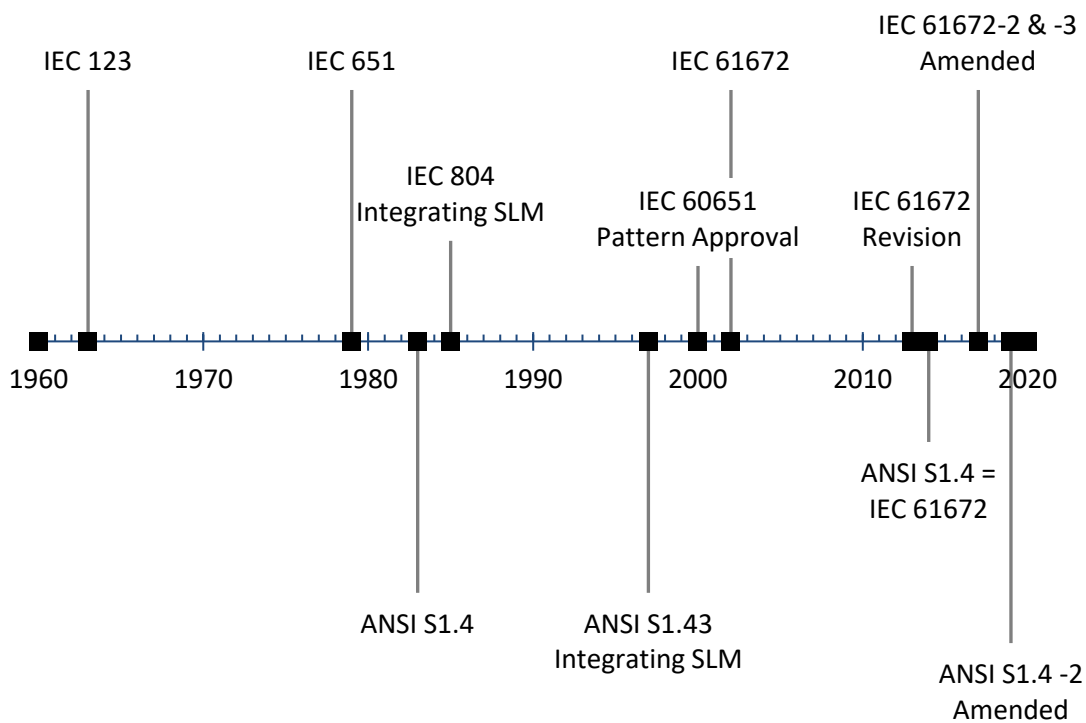 IEC 61672-2 & -3
Amended
IEC 123
IEC 651
IEC 61672
IEC 804
Integrating SLM
IEC 60651
Pattern Approval
IEC 61672
Revision
1960
1970
1980
1990
2000
2010
2020
ANSI S1.4 =
IEC 61672
ANSI S1.4
ANSI S1.43
Integrating SLM
ANSI S1.4 -2
Amended